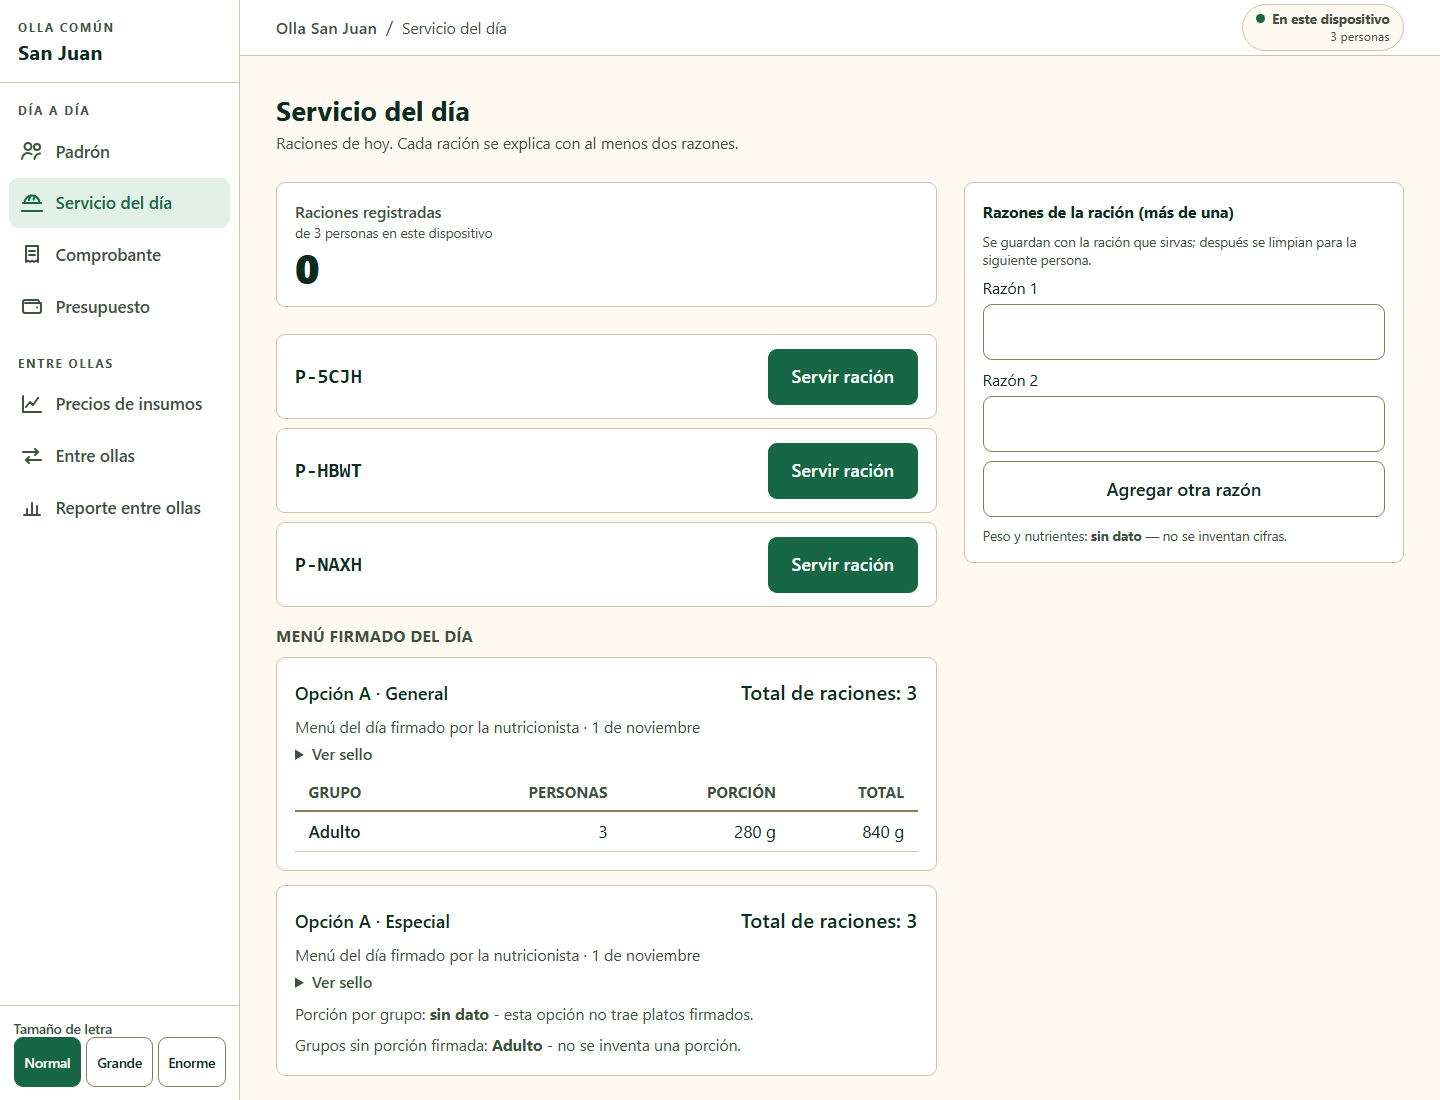 OLLA COMÚN
San Juan
DÍA A DÍA
Padrón
Servicio del día
Comprobante
Presupuesto
ENTRE OLLAS
Precios de insumos
Entre ollas
Reporte entre ollas
Tamaño de letra
Normal
Grande
Enorme
Olla San Juan / Servicio del día
En este dispositivo
3 personas
Servicio del día
Raciones de hoy. Cada ración se explica con al menos dos razones.
Raciones registradas
de 3 personas en este dispositivo
0
P-5CJH
Servir ración
P-HBWT
Servir ración
P-NAXH
Servir ración
MENÚ FIRMADO DEL DÍA
Opción A · General
Total de raciones: 3
Menú del día firmado por la nutricionista · 1 de noviembre
Ver sello
GRUPO PERSONAS PORCIÓN TOTAL
Adulto 3 280 g 840 g
Opción A · Especial
Total de raciones: 3
Menú del día firmado por la nutricionista · 1 de noviembre
Ver sello
Porción por grupo: sin dato - esta opción no trae platos firmados.
Grupos sin porción firmada: Adulto - no se inventa una porción.
Razones de la ración (más de una)
Se guardan con la ración que sirvas; después se limpian para la
siguiente persona.
Razón 1
Razón 2
Agregar otra razón
Peso y nutrientes: sin dato — no se inventan cifras.